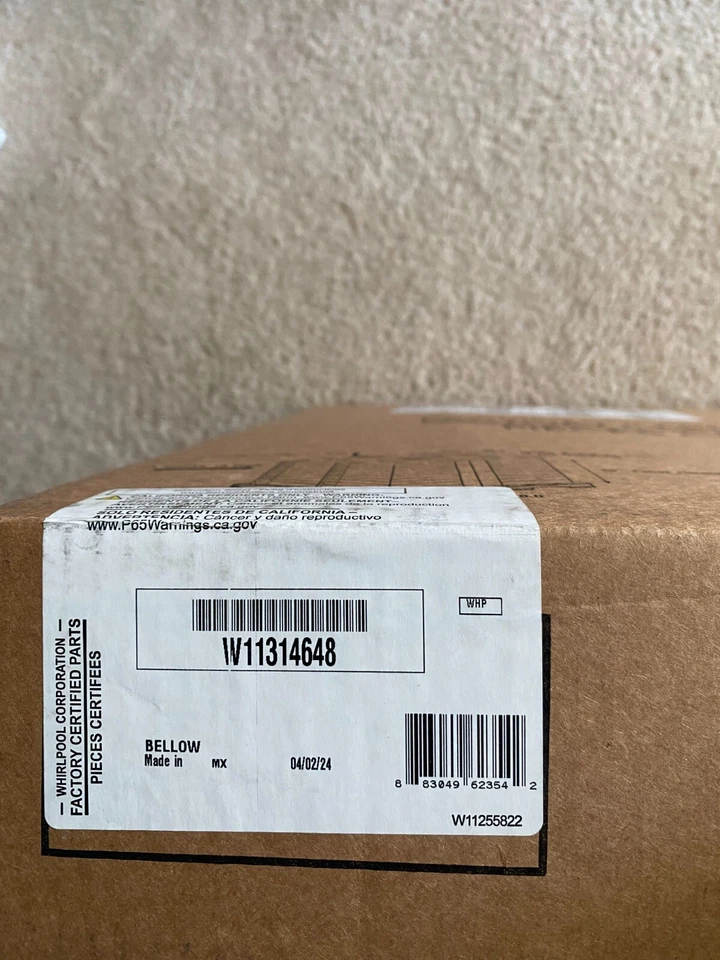 SOLO RESIDENTES DE CALIFORNIA –
ADVERTENCIA: Cáncer y daño reproductivo
www.P65Warnings.ca.gov
– WHIRLPOOL CORPORATION –
FACTORY CERTIFIED PARTS
PIECES CERTIFEES
WHP
W11314648
BELLOW
Made in MX 04/02/24
8 83049 62354 2
W11255822